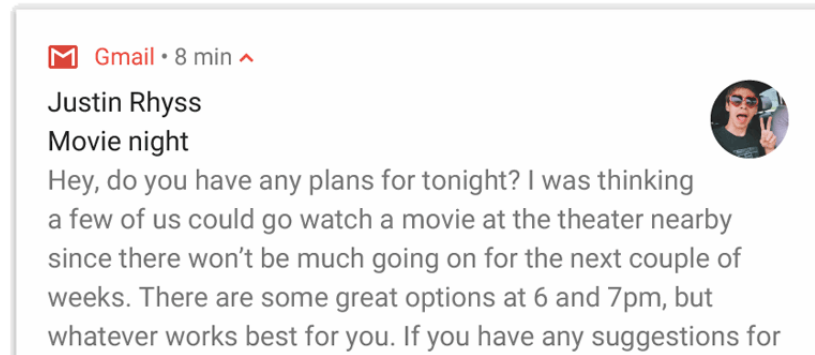 Gmail • 8 min
Justin Rhyss
Movie night
Hey, do you have any plans for tonight? I was thinking
a few of us could go watch a movie at the theater nearby
since there won’t be much going on for the next couple of
weeks. There are some great options at 6 and 7pm, but
whatever works best for you. If you have any suggestions for